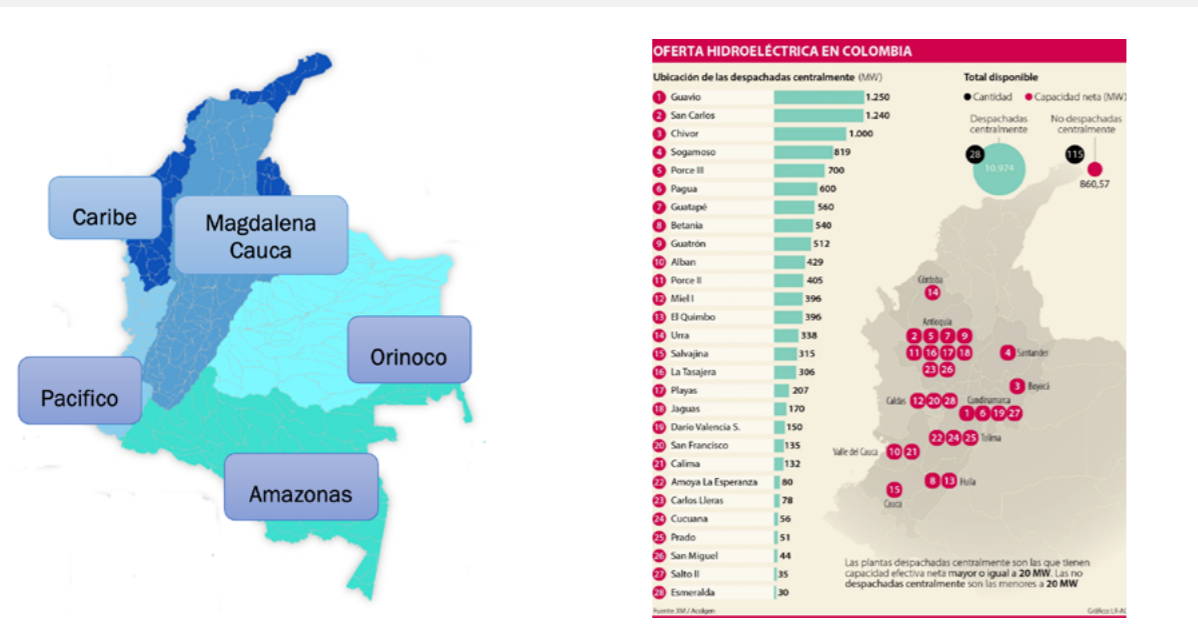 Caribe
Magdalena
Cauca
Orinoco
Pacifico
Amazonas
OFERTA HIDROELÉCTRICA EN COLOMBIA
Ubicación de las despachadas centralmente (MW)
1 Guavio 1.250
2 San Carlos 1.240
3 Chivor 1.000
4 Sogamoso 819
5 Porce III 700
6 Pagua 600
7 Guatapé 560
8 Betania 540
9 Guatrón 512
10 Alban 429
11 Porce II 405
12 Miel I 396
13 El Quimbo 396
14 Urra 338
15 Salvajina 315
16 La Tasajera 306
17 Playas 207
18 Jaguas 170
19 Darío Valencia S. 150
20 San Francisco 135
21 Calima 132
22 Amoya La Esperanza 80
23 Carlos Lleras 78
24 Cucuana 56
25 Prado 51
26 San Miguel 44
27 Salto II 35
28 Esmeralda 30
Total disponible
Cantidad Capacidad neta (MW)
Despachadas
centralmente
No despachadas
centralmente
28
10.974
115
860,57
Córdoba
14
Antioquia
2 5 7 9
11 16 17 18
23 26
4 Santander
3 Boyacá
Caldas 12 20 28
Cundinamarca
1 6 19 27
22 24 25 Tolima
Valle del Cauca 10 21
8 13 Huila
15
Cauca
Las plantas despachadas centralmente son las que tienen
capacidad efectiva neta mayor o igual a 20 MW. Las no
despachadas centralmente son las menores a 20 MW
Fuente: XM / Acolgen
Gráfico: LR-AC